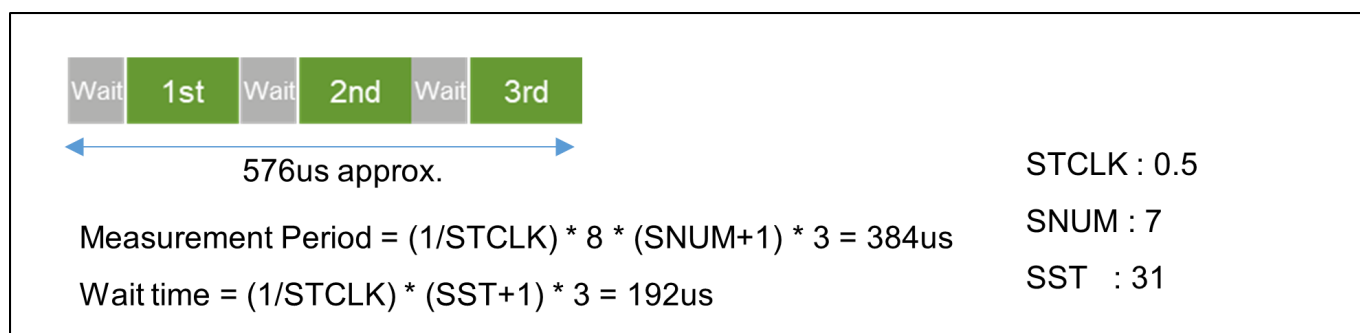 Wait 1st Wait 2nd Wait 3rd
576us approx.
Measurement Period = (1/STCLK) * 8 * (SNUM+1) * 3 = 384us
Wait time = (1/STCLK) * (SST+1) * 3 = 192us
STCLK : 0.5
SNUM : 7
SST : 31